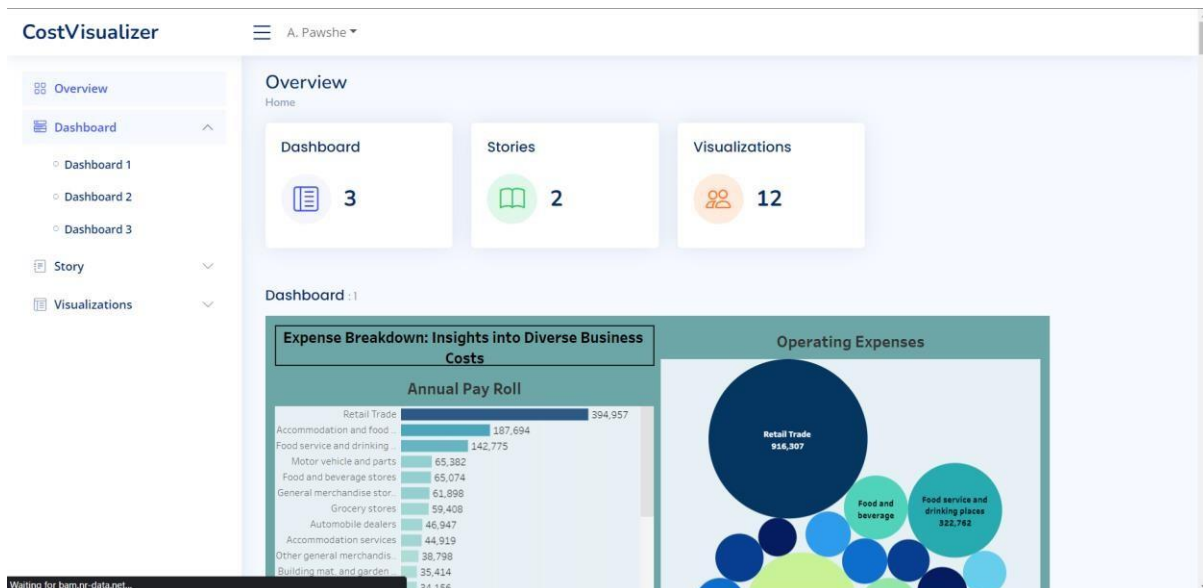 CostVisualizer
A. Pawshe
Overview
Dashboard
Dashboard 1
Dashboard 2
Dashboard 3
Story
Visualizations
Overview
Home
Dashboard
3
Stories
2
Visualizations
12
Dashboard : 1
Expense Breakdown: Insights into Diverse Business
Costs
Annual Pay Roll
Retail Trade 394,957
Accommodation and food .. 187,694
Food service and drinking .. 142,775
Motor vehicle and parts 65,382
Food and beverage stores 65,074
General merchandise stor.. 61,898
Grocery stores 59,408
Automobile dealers 46,947
Accommodation services 44,919
Other general merchandis.. 38,798
Building mat. and garden .. 35,414
34,156
Operating Expenses
Retail Trade
916,307
Food and
beverage
Food service and
drinking places
322,762
Waiting for bam.nr-data.net...